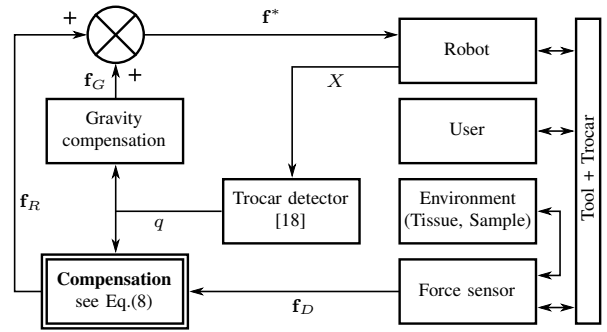 +
f*
Robot
f_G
+
X
Gravity
compensation
User
Tool + Trocar
Trocar detector
[18]
Environment
(Tissue, Sample)
f_R
q
Compensation
see Eq.(8)
f_D
Force sensor